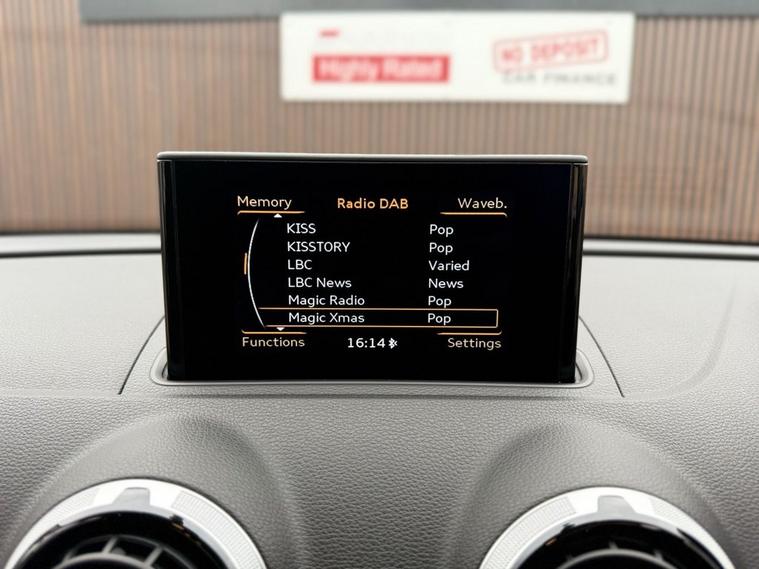 Highly Rated
NO DEPOSIT
CAR FINANCE
Memory Radio DAB Waveb.
KISS Pop
KISSTORY Pop
LBC Varied
LBC News News
Magic Radio Pop
Magic Xmas Pop
Functions 16:14 Settings